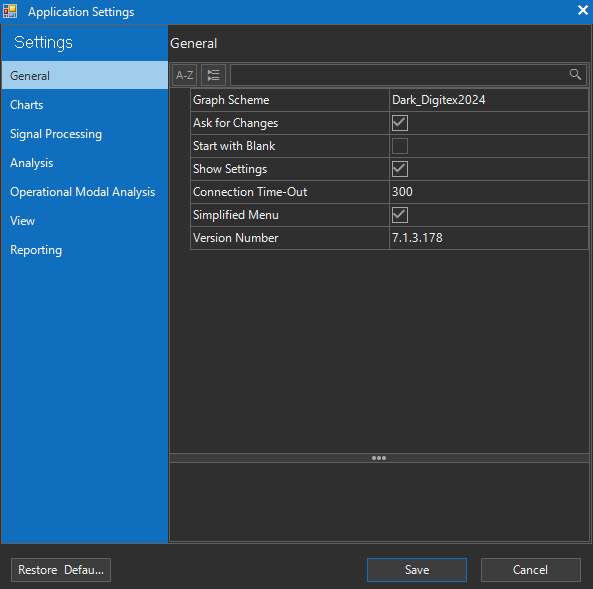 Application Settings
Settings
General
General
Charts
Signal Processing
Analysis
Operational Modal Analysis
View
Reporting
A-Z
Graph Scheme Dark_Digitex2024
Ask for Changes
Start with Blank
Show Settings
Connection Time-Out 300
Simplified Menu
Version Number 7.1.3.178
Restore Defau...
Save
Cancel